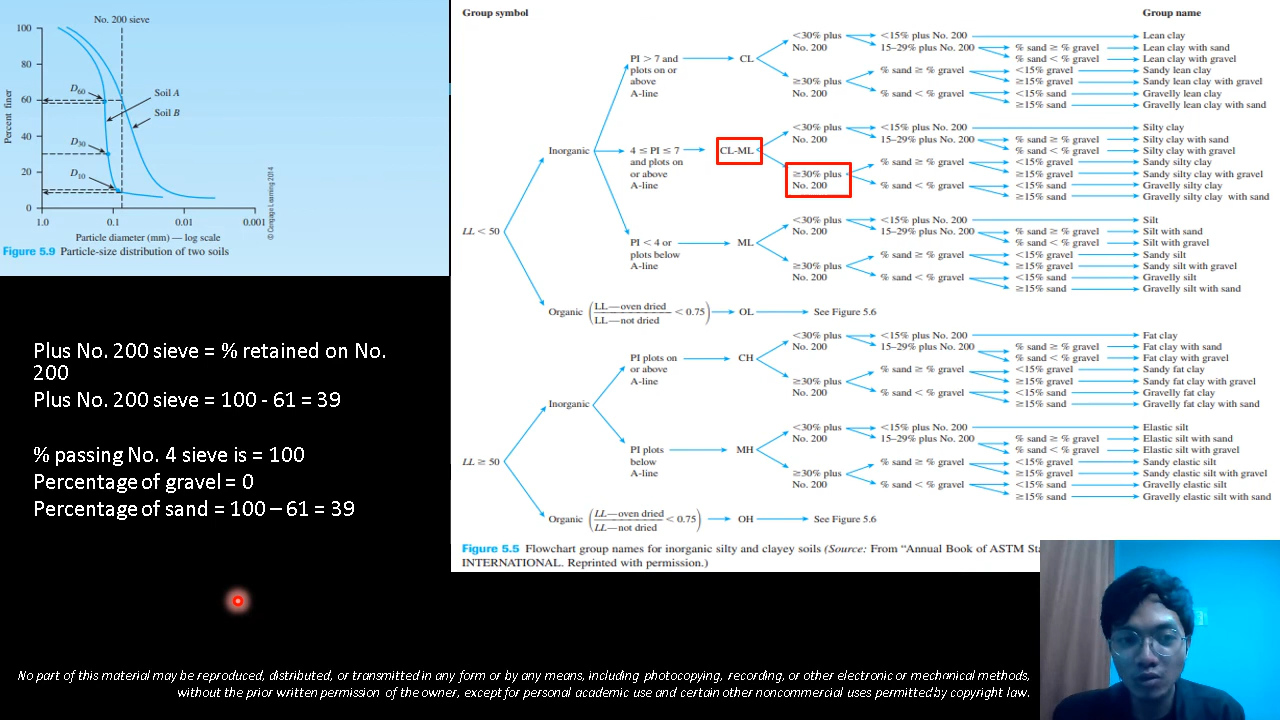 No. 200 sieve
100
80
60
40
20
0
Percent finer
D60
D30
D10
Soil A
Soil B
1.0
0.1
0.01
0.001
Particle diameter (mm) — log scale
© Cengage Learning 2014
Figure 5.9 Particle-size distribution of two soils
Plus No. 200 sieve = % retained on No.
200
Plus No. 200 sieve = 100 - 61 = 39
% passing No. 4 sieve is = 100
Percentage of gravel = 0
Percentage of sand = 100 – 61 = 39
Group symbol
Group name
LL < 50
Inorganic
PI > 7 and
plots on or
above
A-line
CL
<30% plus
No. 200
<15% plus No. 200
Lean clay
15–29% plus No. 200
% sand ≥ % gravel
Lean clay with sand
% sand < % gravel
Lean clay with gravel
≥30% plus
No. 200
% sand ≥ % gravel
<15% gravel
Sandy lean clay
≥15% gravel
Sandy lean clay with gravel
% sand < % gravel
<15% sand
Gravelly lean clay
≥15% sand
Gravelly lean clay with sand
4 ≤ PI ≤ 7
and plots on
or above
A-line
CL-ML
<30% plus
No. 200
<15% plus No. 200
Silty clay
15–29% plus No. 200
% sand ≥ % gravel
Silty clay with sand
% sand < % gravel
Silty clay with gravel
≥30% plus
No. 200
% sand ≥ % gravel
<15% gravel
Sandy silty clay
≥15% gravel
Sandy silty clay with gravel
% sand < % gravel
<15% sand
Gravelly silty clay
≥15% sand
Gravelly silty clay with sand
PI < 4 or
plots below
A-line
ML
<30% plus
No. 200
<15% plus No. 200
Silt
15–29% plus No. 200
% sand ≥ % gravel
Silt with sand
% sand < % gravel
Silt with gravel
≥30% plus
No. 200
% sand ≥ % gravel
<15% gravel
Sandy silt
≥15% gravel
Sandy silt with gravel
% sand < % gravel
<15% sand
Gravelly silt
≥15% sand
Gravelly silt with sand
Organic
LL—oven dried
LL—not dried
< 0.75
OL
See Figure 5.6
LL ≥ 50
Inorganic
PI plots on
or above
A-line
CH
<30% plus
No. 200
<15% plus No. 200
Fat clay
15–29% plus No. 200
% sand ≥ % gravel
Fat clay with sand
% sand < % gravel
Fat clay with gravel
≥30% plus
No. 200
% sand ≥ % gravel
<15% gravel
Sandy fat clay
≥15% gravel
Sandy fat clay with gravel
% sand < % gravel
<15% sand
Gravelly fat clay
≥15% sand
Gravelly fat clay with sand
PI plots
below
A-line
MH
<30% plus
No. 200
<15% plus No. 200
Elastic silt
15–29% plus No. 200
% sand ≥ % gravel
Elastic silt with sand
% sand < % gravel
Elastic silt with gravel
≥30% plus
No. 200
% sand ≥ % gravel
<15% gravel
Sandy elastic silt
≥15% gravel
Sandy elastic silt with gravel
% sand < % gravel
<15% sand
Gravelly elastic silt
≥15% sand
Gravelly elastic silt with sand
Organic
LL—oven dried
LL—not dried
< 0.75
OH
See Figure 5.6
Figure 5.5 Flowchart group names for inorganic silty and clayey soils (Source: From “Annual Book of ASTM Sta
INTERNATIONAL. Reprinted with permission.)
No part of this material may be reproduced, distributed, or transmitted in any form or by any means, including photocopying, recording, or other electronic or mechanical methods,
without the prior written permission of the owner, except for personal academic use and certain other noncommercial uses permitted by copyright law.